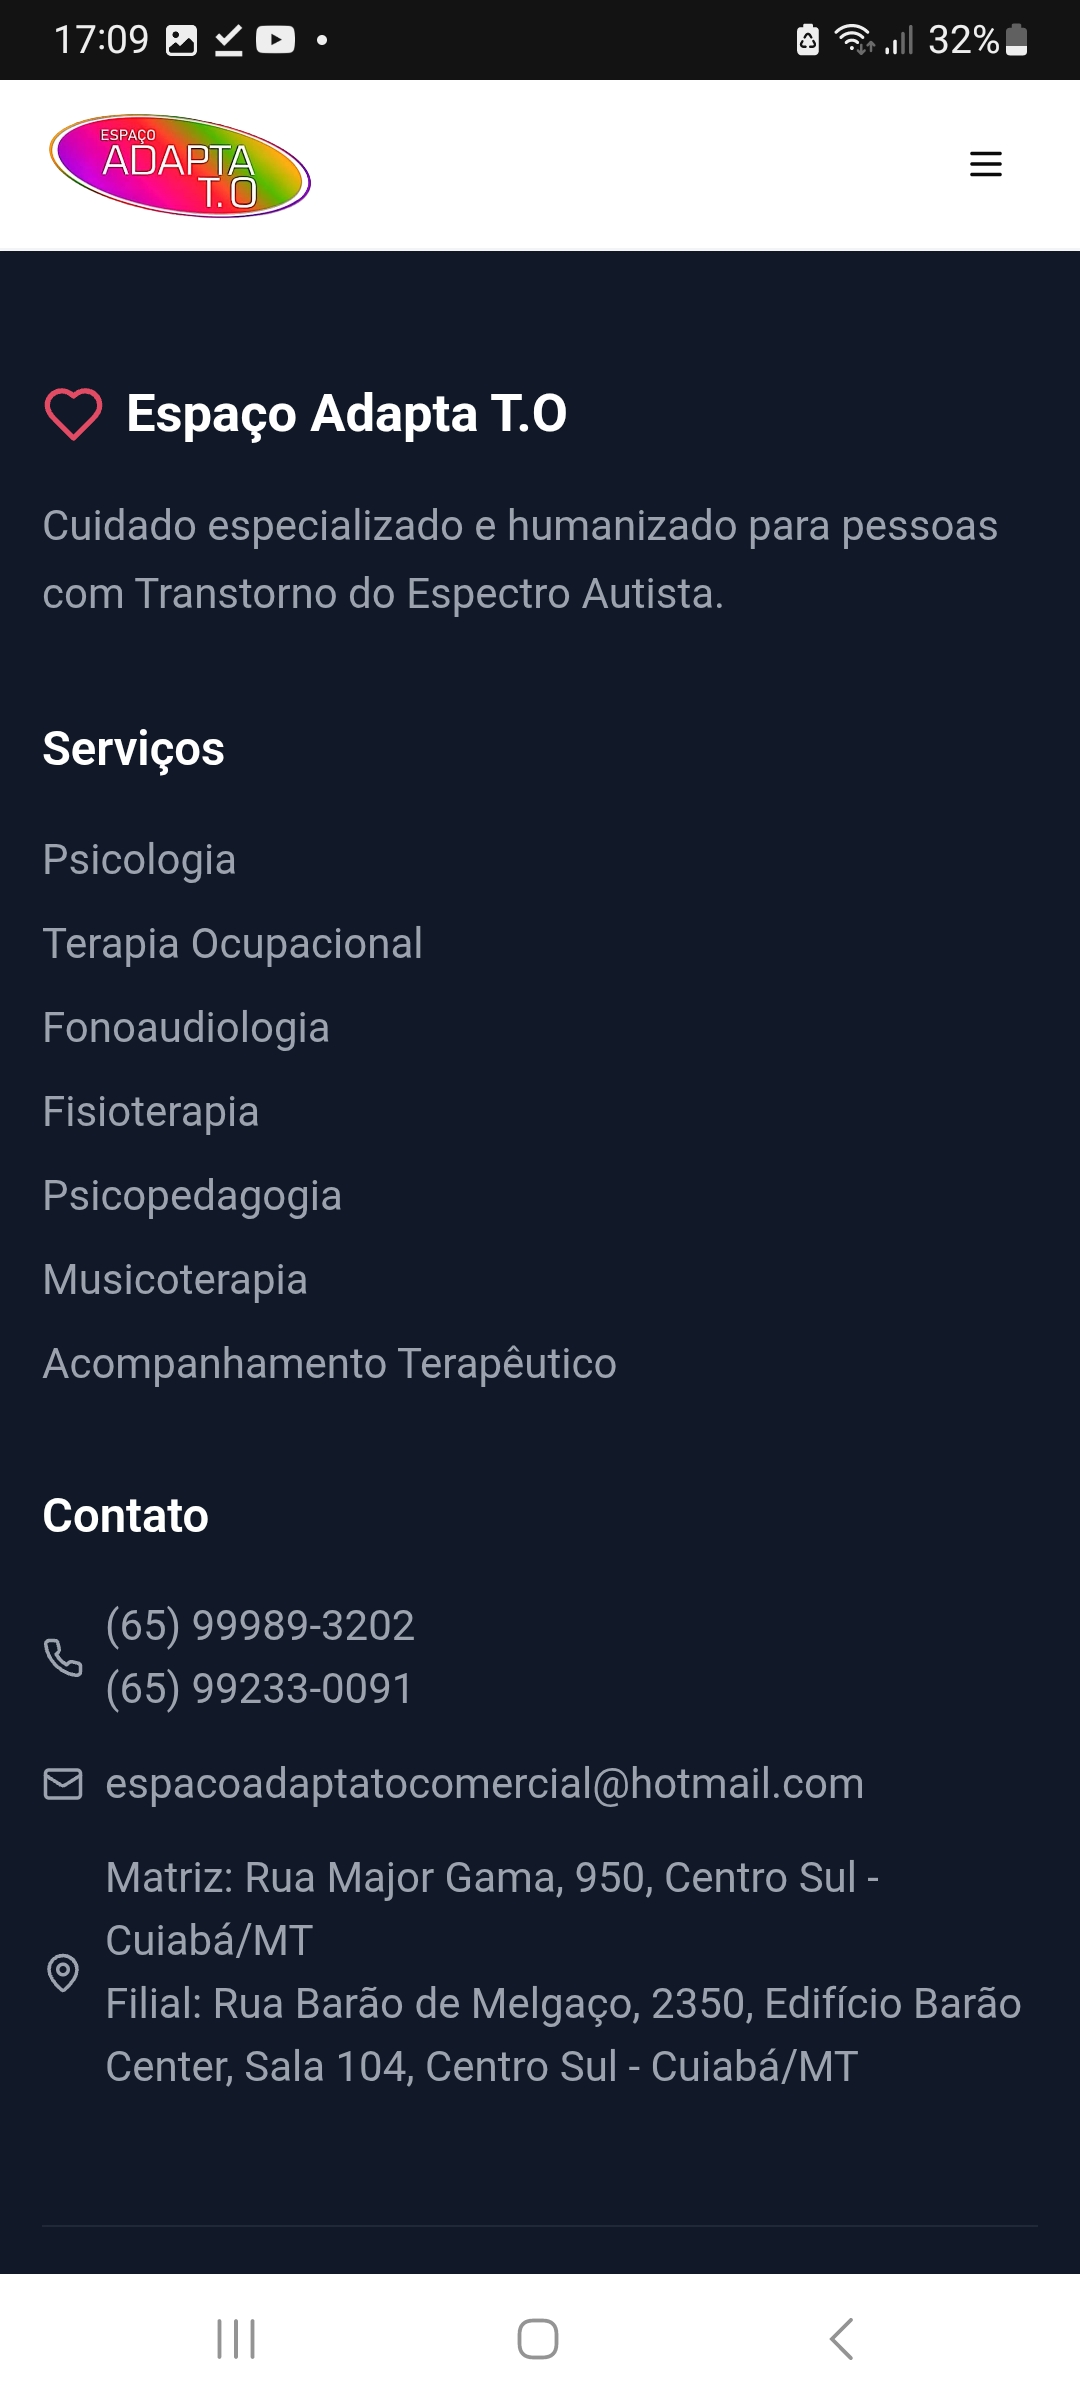 17:09
32%
ESPAÇO
ADAPTA
T.O
Espaço Adapta T.O
Cuidado especializado e humanizado para pessoas
com Transtorno do Espectro Autista.
Serviços
Psicologia
Terapia Ocupacional
Fonoaudiologia
Fisioterapia
Psicopedagogia
Musicoterapia
Acompanhamento Terapêutico
Contato
(65) 99989-3202
(65) 99233-0091
espacoadaptatocomercial@hotmail.com
Matriz: Rua Major Gama, 950, Centro Sul -
Cuiabá/MT
Filial: Rua Barão de Melgaço, 2350, Edifício Barão
Center, Sala 104, Centro Sul - Cuiabá/MT